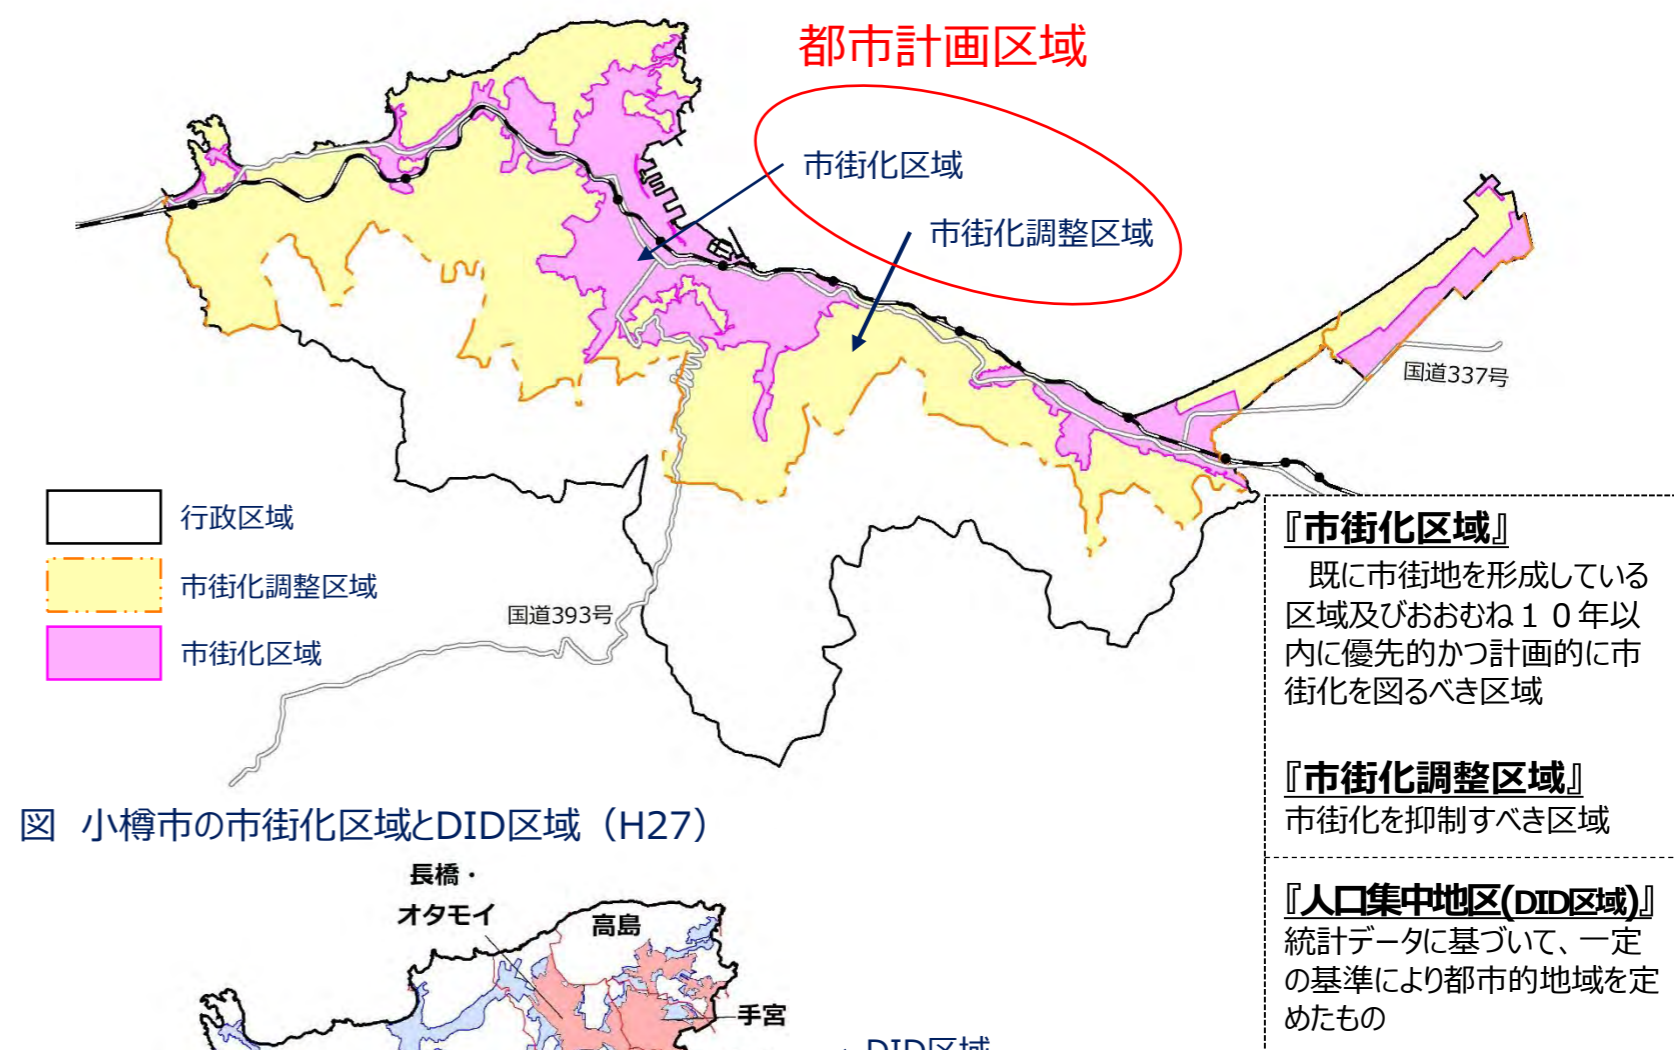 都市計画区域
市街化区域
市街化調整区域
国道337号
行政区域
市街化調整区域
市街化区域
国道393号
『市街化区域』
既に市街地を形成している
区域及びおおむね１０年以
内に優先的かつ計画的に市
街化を図るべき区域
『市街化調整区域』
市街化を抑制すべき区域
『人口集中地区(DID区域)』
統計データに基づいて、一定
の基準により都市的地域を定
めたもの
図 小樽市の市街化区域とDID区域（H27）
長橋・
オタモイ
高島
手宮
DID区域